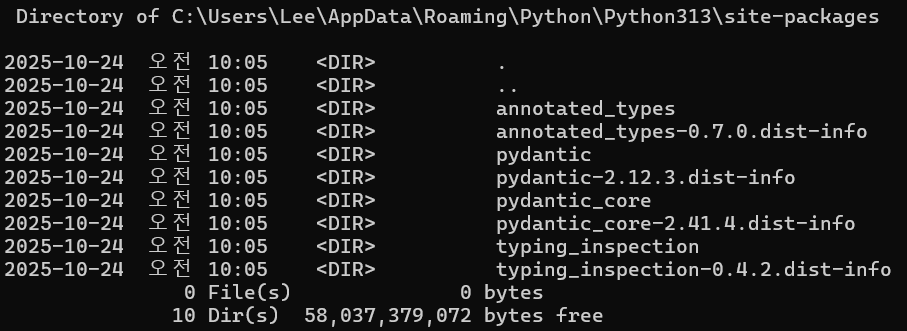 Directory of C:\Users\Lee\AppData\Roaming\Python\Python313\site-packages
2025-10-24  오전 10:05    <DIR>          .
2025-10-24  오전 10:05    <DIR>          ..
2025-10-24  오전 10:05    <DIR>          annotated_types
2025-10-24  오전 10:05    <DIR>          annotated_types-0.7.0.dist-info
2025-10-24  오전 10:05    <DIR>          pydantic
2025-10-24  오전 10:05    <DIR>          pydantic-2.12.3.dist-info
2025-10-24  오전 10:05    <DIR>          pydantic_core
2025-10-24  오전 10:05    <DIR>          pydantic_core-2.41.4.dist-info
2025-10-24  오전 10:05    <DIR>          typing_inspection
2025-10-24  오전 10:05    <DIR>          typing_inspection-0.4.2.dist-info
               0 File(s)              0 bytes
              10 Dir(s)  58,037,379,072 bytes free